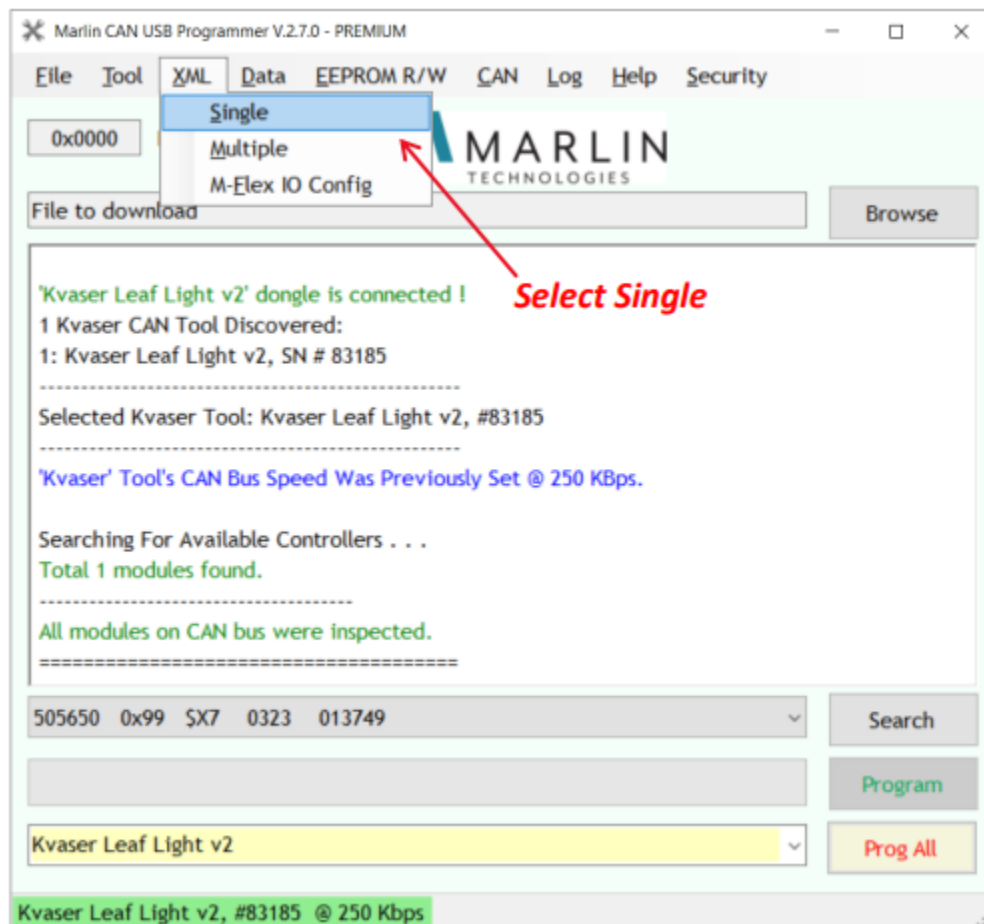 Marlin CAN USB Programmer V.2.7.0 - PREMIUM
File Tool XML Data EEPROM R/W CAN Log Help Security
Single
Multiple
M-Flex IO Config
0x0000
MARLIN
TECHNOLOGIES
File to download
Browse
'Kvaser Leaf Light v2' dongle is connected !
Select Single
1 Kvaser CAN Tool Discovered:
1: Kvaser Leaf Light v2, SN # 83185
---------------------------------------------------
Selected Kvaser Tool: Kvaser Leaf Light v2, #83185
---------------------------------------------------
'Kvaser' Tool's CAN Bus Speed Was Previously Set @ 250 KBps.
Searching For Available Controllers . . .
Total 1 modules found.
--------------------------------------
All modules on CAN bus were inspected.
======================================
505650 0x99 SX7 0323 013749
Search
Program
Kvaser Leaf Light v2
Prog All
Kvaser Leaf Light v2, #83185 @ 250 Kbps